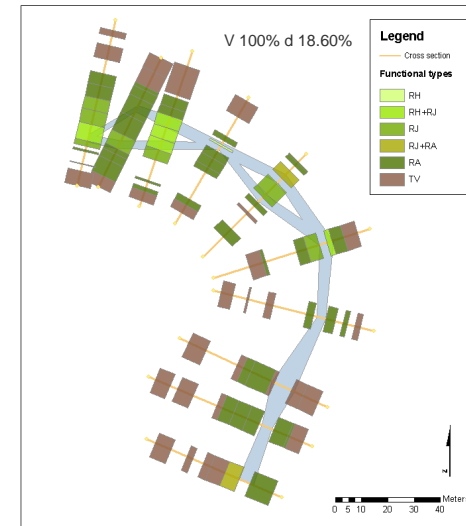 V 100% d 18.60%
Legend
Cross section
Functional types
RH
RH+RJ
RJ
RJ+RA
RA
TV
N
Meters
0 5 10 20 30 40